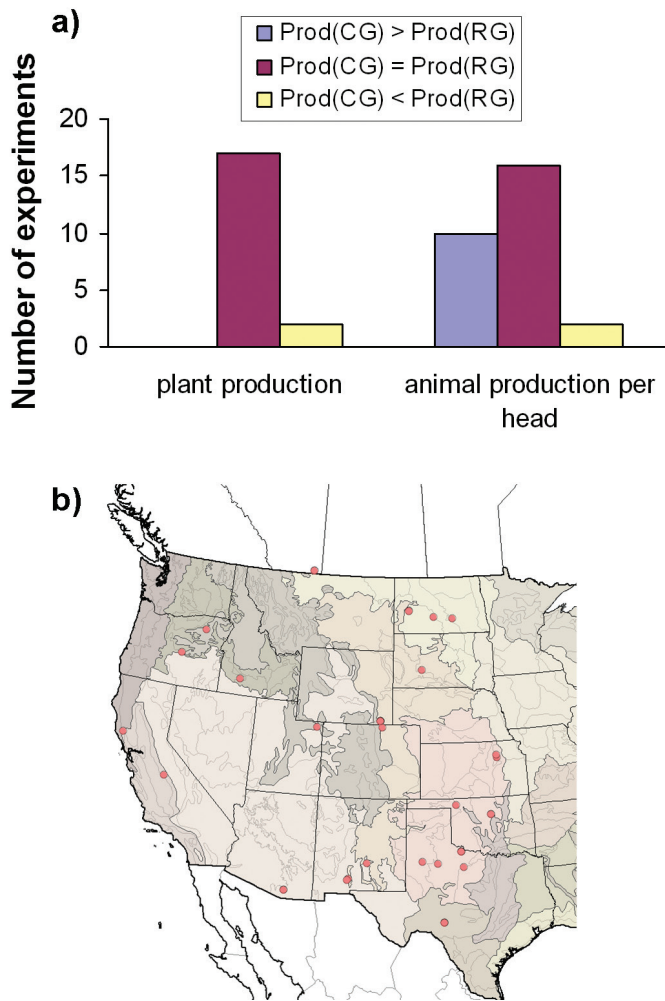 a)
Prod(CG) > Prod(RG)
Prod(CG) = Prod(RG)
Prod(CG) < Prod(RG)
Number of experiments
20
15
10
5
0
plant production
animal production per
head
b)